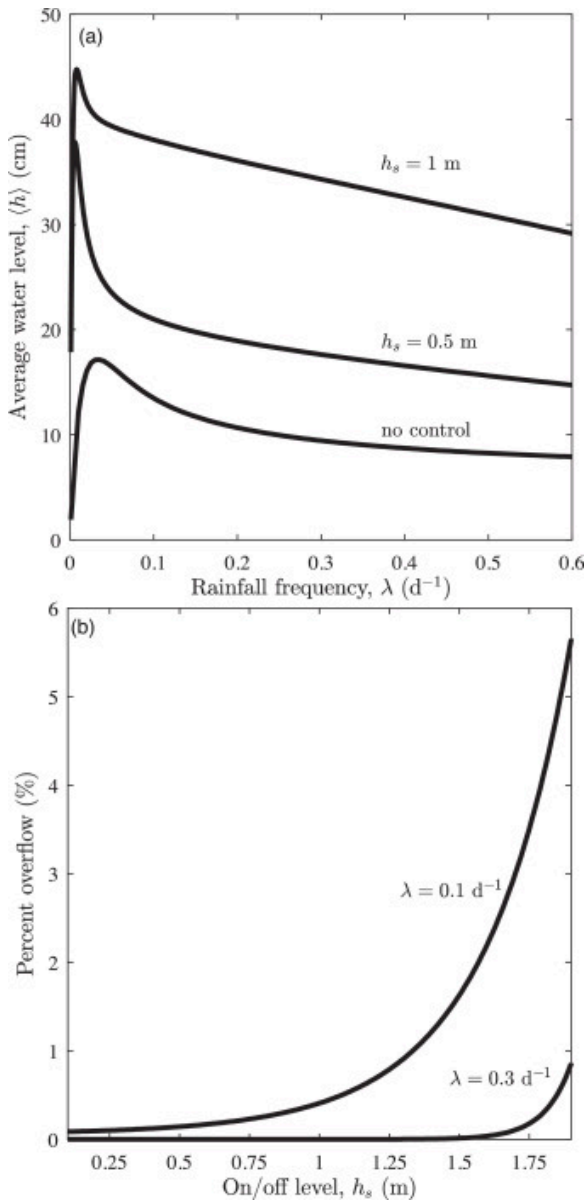 (a)
50
40
30
20
10
0
Average water level, ⟨h⟩ (cm)
h_s = 1 m
h_s = 0.5 m
no control
0 0.1 0.2 0.3 0.4 0.5 0.6
Rainfall frequency, λ (d⁻¹)
(b)
6
5
4
3
2
1
0
Percent overflow (%)
λ = 0.1 d⁻¹
λ = 0.3 d⁻¹
0.25 0.5 0.75 1 1.25 1.5 1.75
On/off level, h_s (m)